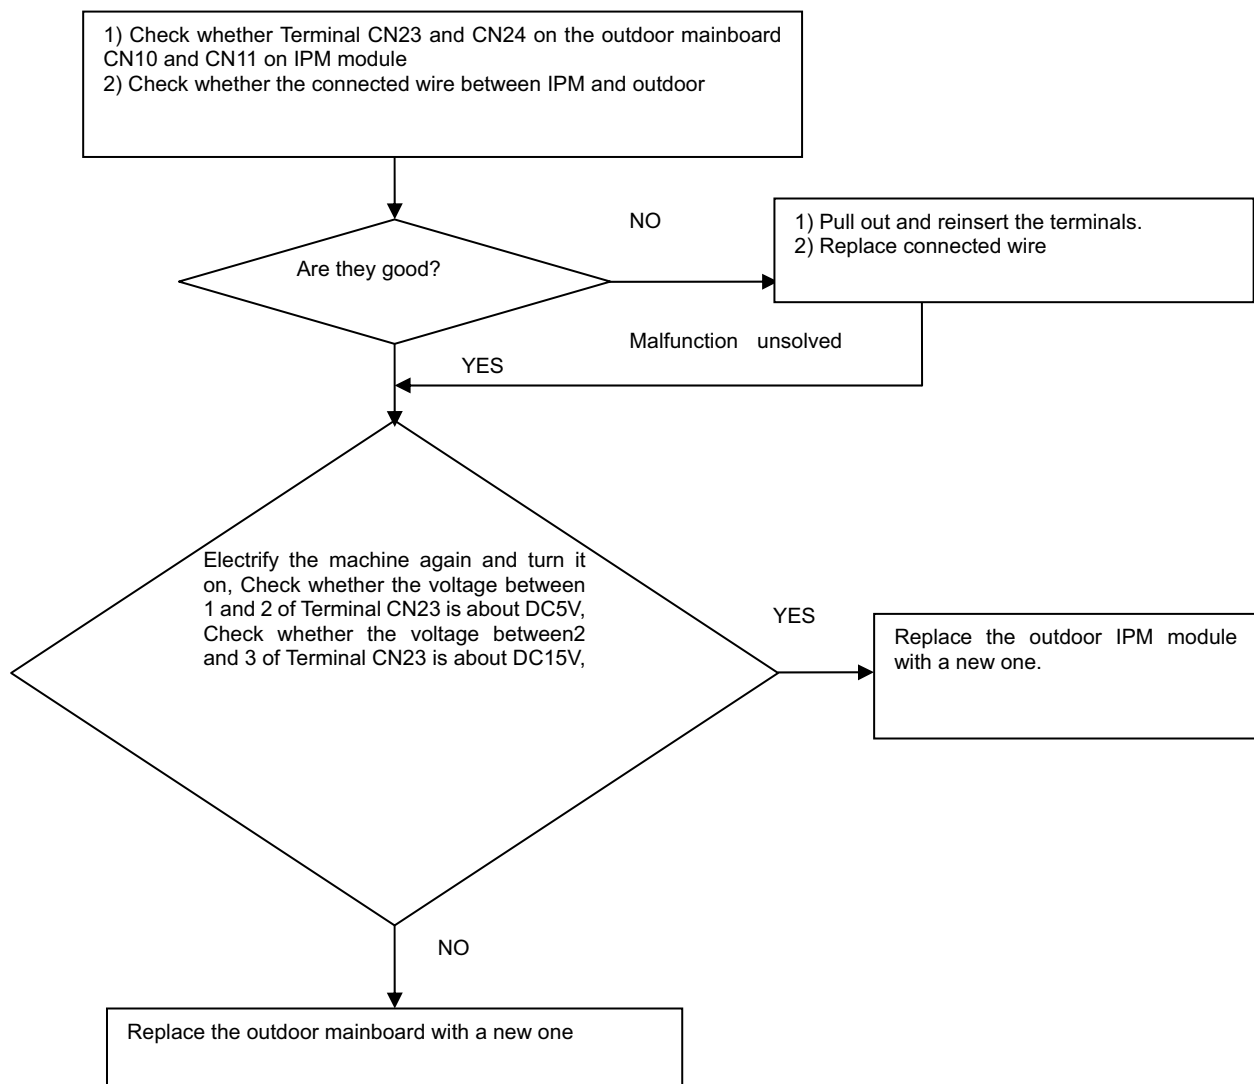 1) Check whether Terminal CN23 and CN24 on the outdoor mainboard
CN10 and CN11 on IPM module
2) Check whether the connected wire between IPM and outdoor
NO
1) Pull out and reinsert the terminals.
2) Replace connected wire
Are they good?
Malfunction unsolved
YES
Electrify the machine again and turn it
on, Check whether the voltage between
1 and 2 of Terminal CN23 is about DC5V,
Check whether the voltage between2
and 3 of Terminal CN23 is about DC15V,
YES
Replace the outdoor IPM module
with a new one.
NO
Replace the outdoor mainboard with a new one